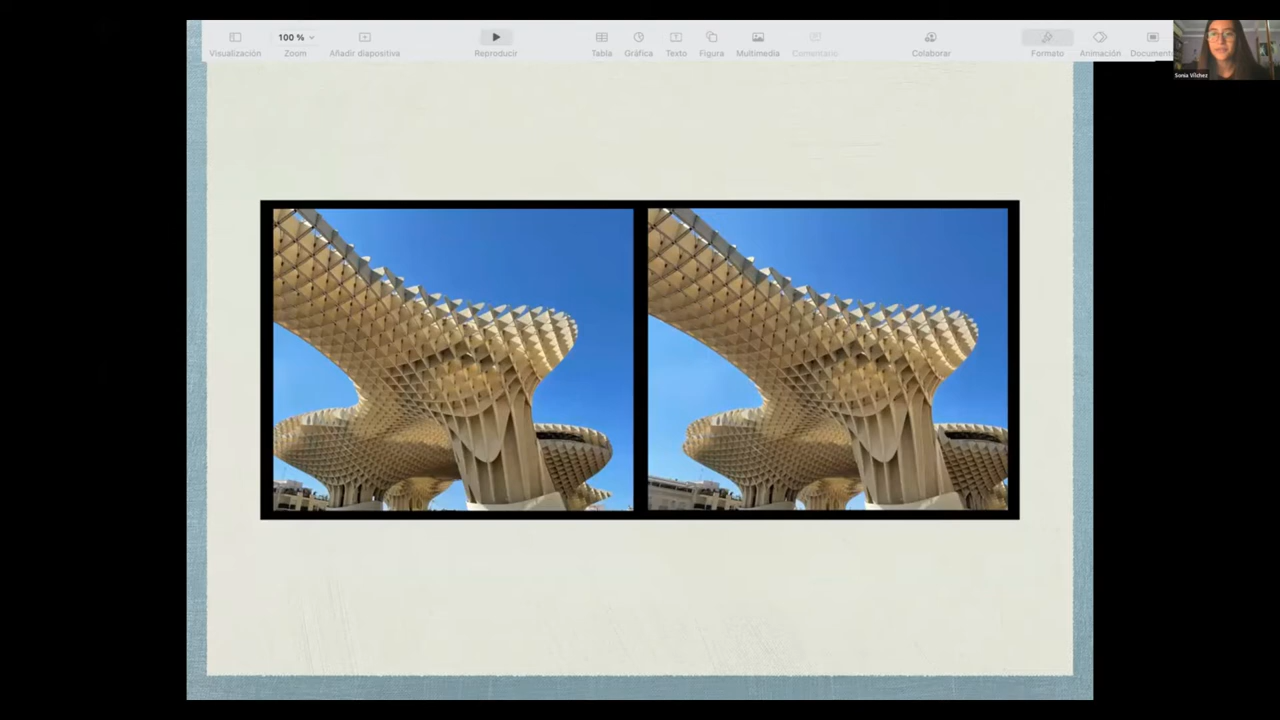 100 %
Visualización Zoom Añadir diapositiva Reproducir Tabla Gráfica Texto Figura Multimedia Comentario Colaborar Formato Animación Documento
Sonia Vilchez